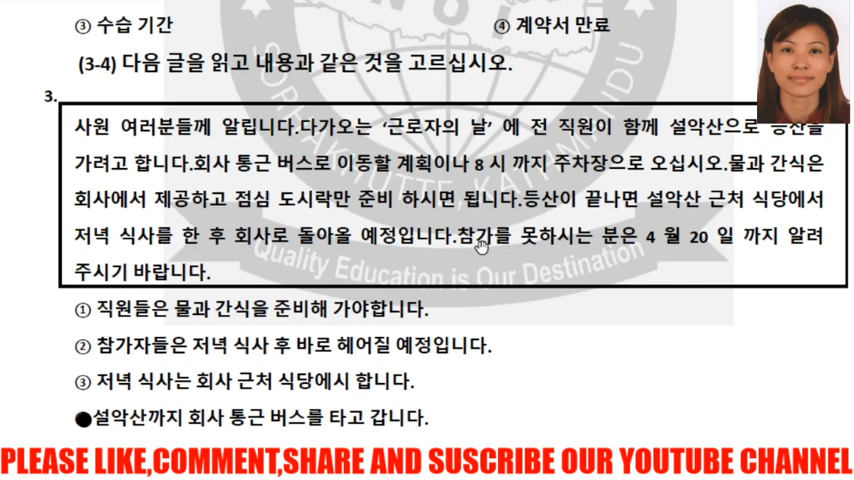 ③ 수습 기간 ④ 계약서 만료
(3-4) 다음 글을 읽고 내용과 같은 것을 고르십시오.
3.
사원 여러분들께 알립니다.다가오는 ‘근로자의 날’ 에 전 직원이 함께 설악산으로 등산을
가려고 합니다.회사 통근 버스로 이동할 계획이나 8 시 까지 주차장으로 오십시오.물과 간식은
회사에서 제공하고 점심 도시락만 준비 하시면 됩니다.등산이 끝나면 설악산 근처 식당에서
저녁 식사를 한 후 회사로 돌아올 예정입니다.참가를 못하시는 분은 4 월 20 일 까지 알려
주시기 바랍니다.
① 직원들은 물과 간식을 준비해 가야합니다.
② 참가자들은 저녁 식사 후 바로 헤어질 예정입니다.
③ 저녁 식사는 회사 근처 식당에시 합니다.
●설악산까지 회사 통근 버스를 타고 갑니다.
Quality Education is Our Destination
PLEASE LIKE,COMMENT,SHARE AND SUSCRIBE OUR YOUTUBE CHANNEL